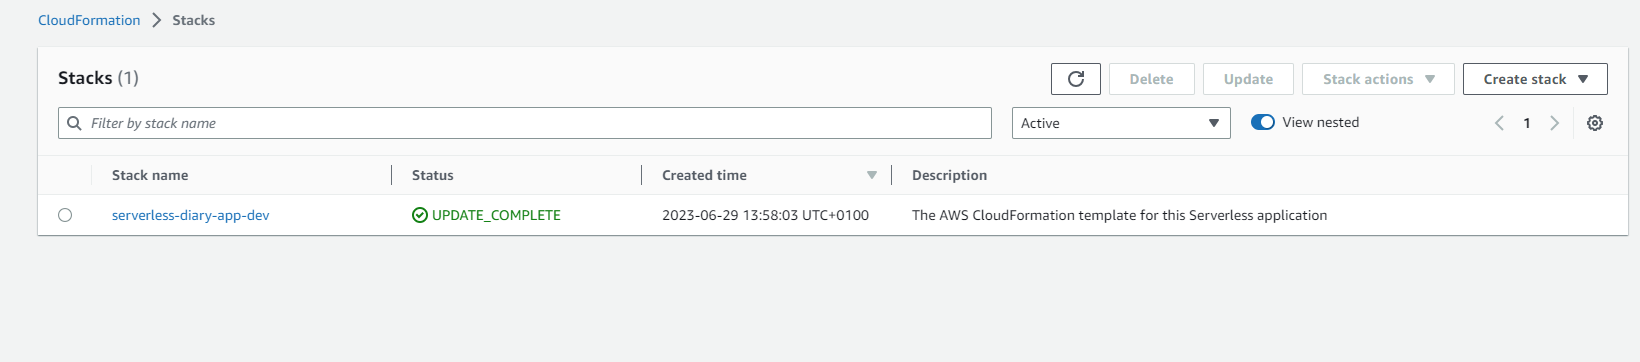 CloudFormation > Stacks
Stacks (1)
Delete Update Stack actions Create stack
Filter by stack name Active View nested 1
Stack name Status Created time Description
serverless-diary-app-dev UPDATE_COMPLETE 2023-06-29 13:58:03 UTC+0100 The AWS CloudFormation template for this Serverless application